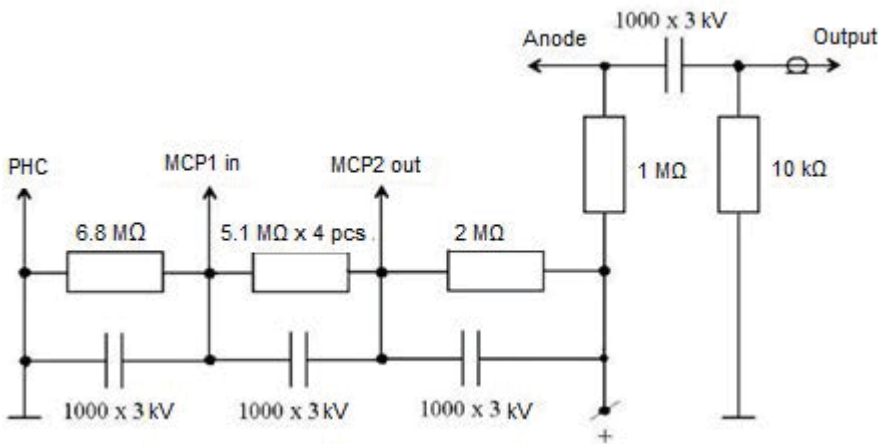 1000 x 3 kV
Anode
Output
PHC
MCP1 in
MCP2 out
1 MΩ
10 kΩ
6.8 MΩ
5.1 MΩ x 4 pcs.
2 MΩ
1000 x 3 kV
1000 x 3 kV
1000 x 3 kV
+